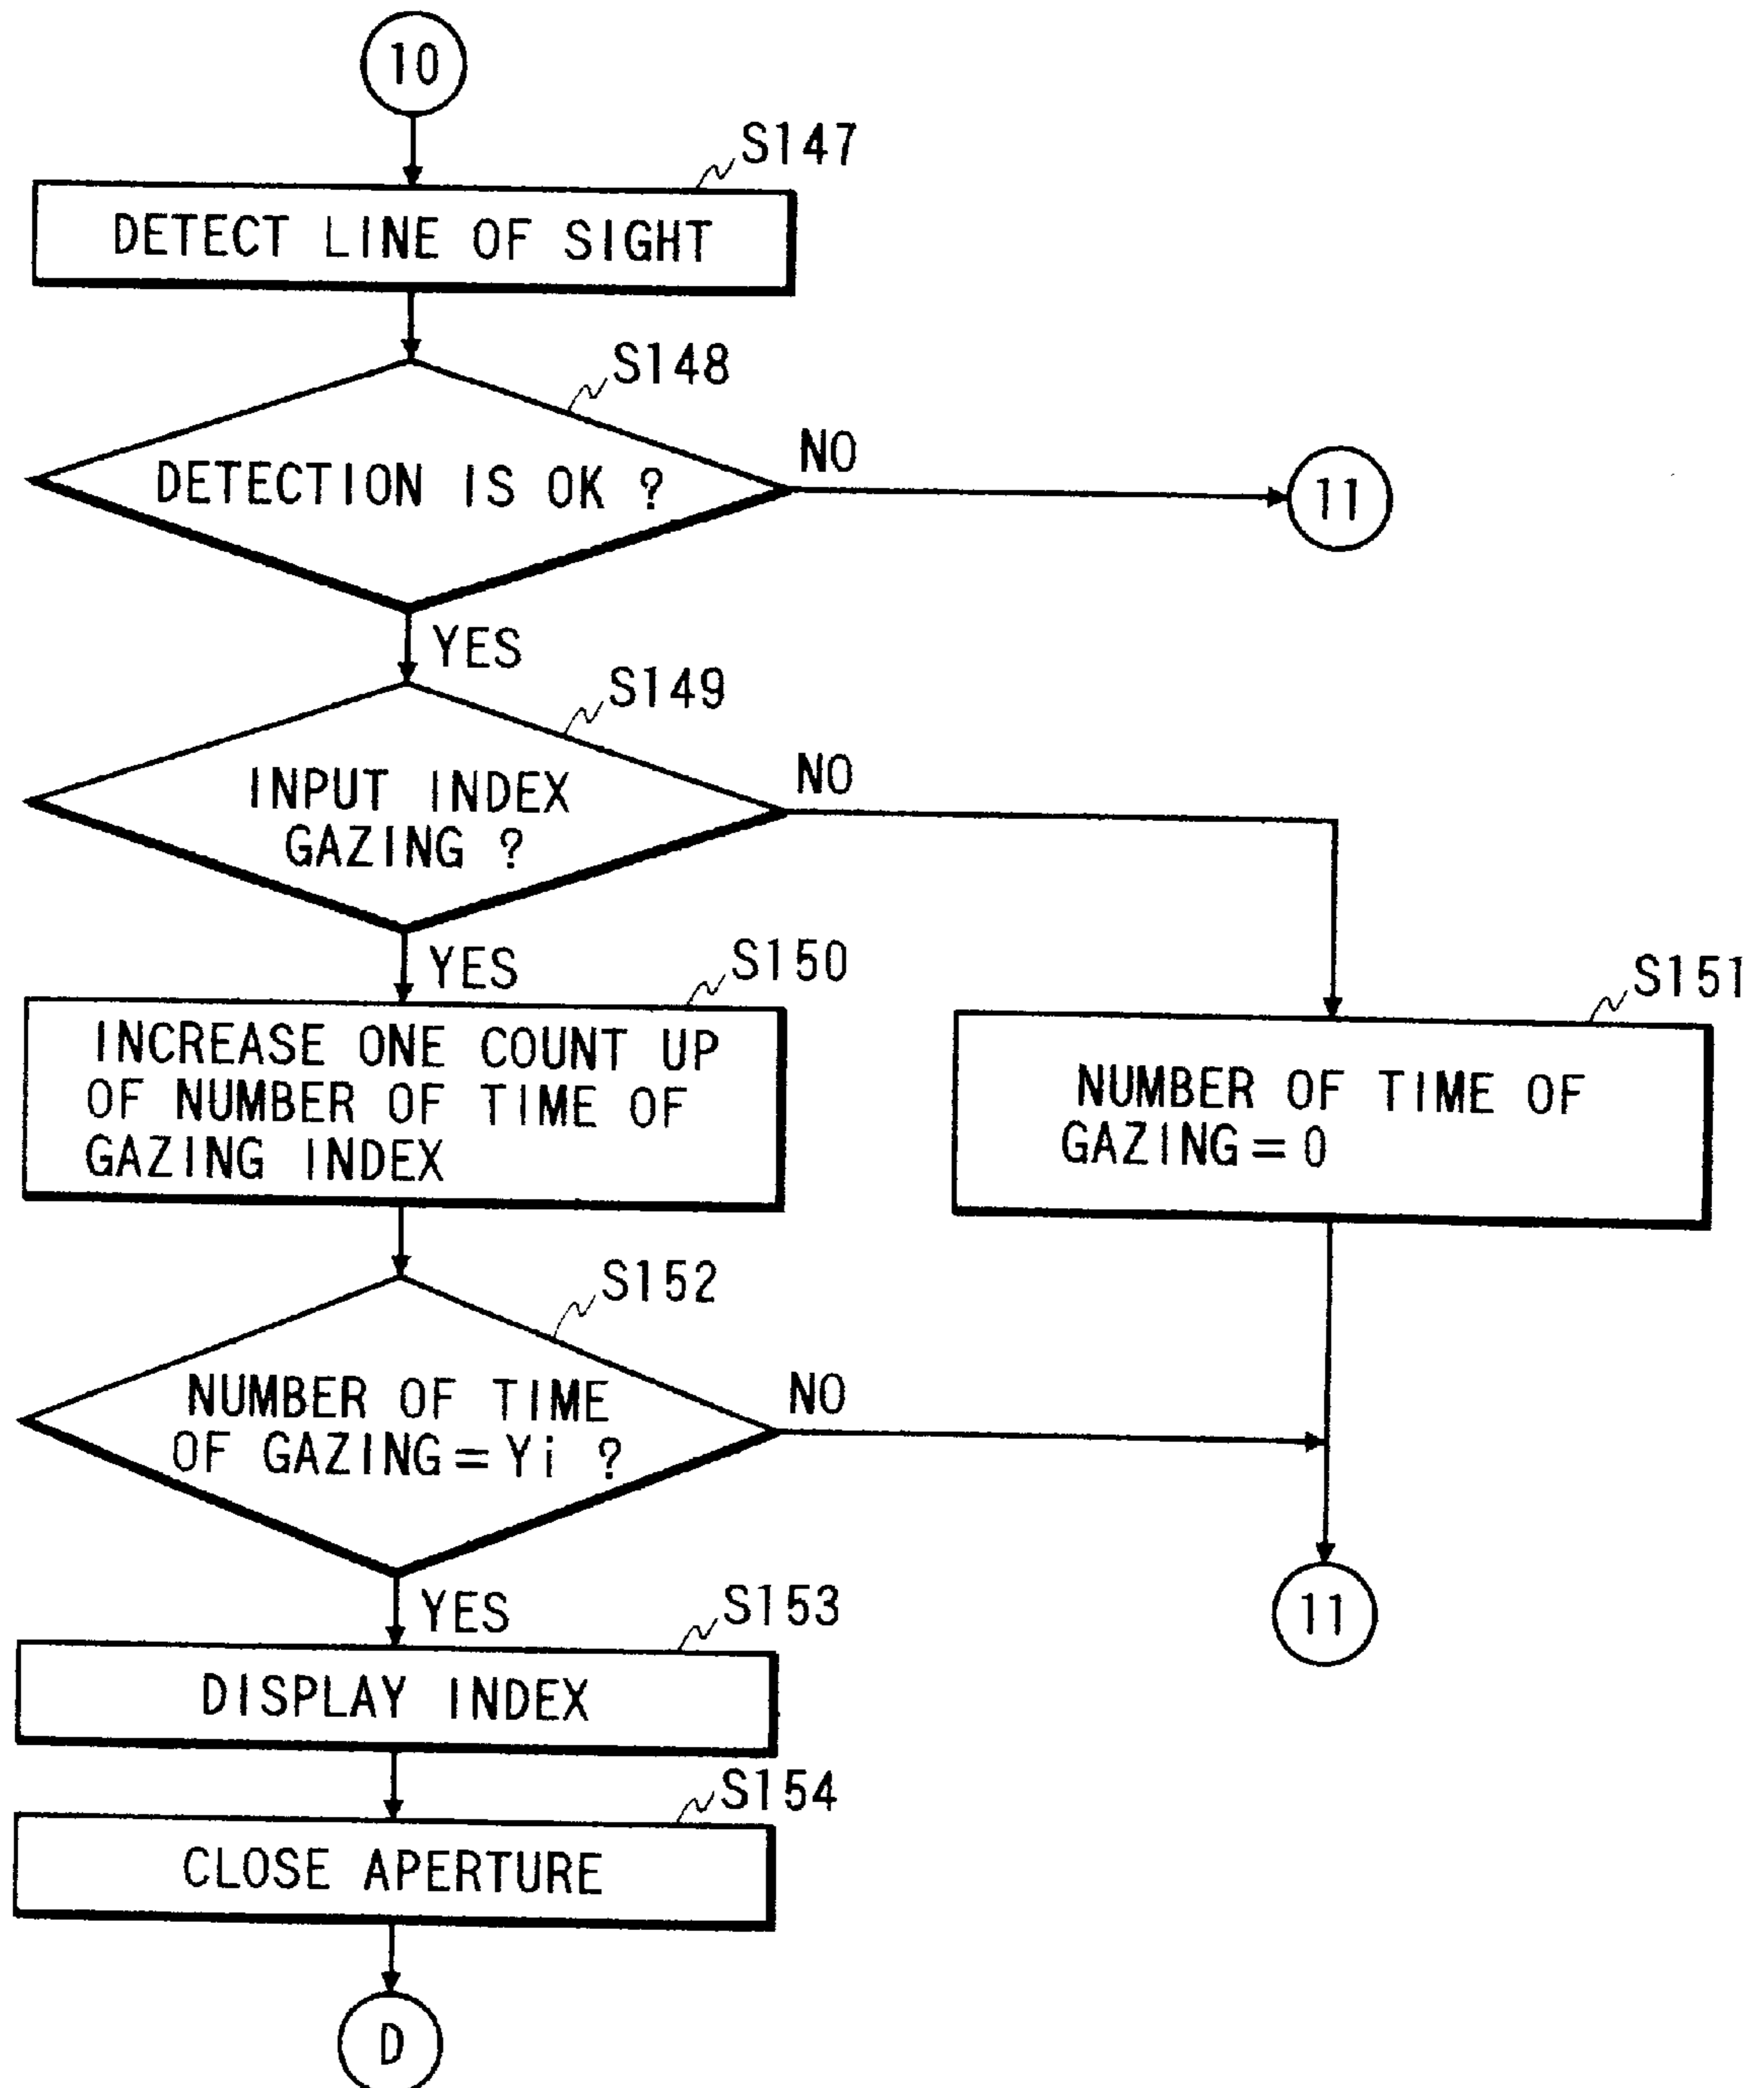 10
S147
DETECT LINE OF SIGHT
S148
DETECTION IS OK ?
NO
11
YES
S149
INPUT INDEX
GAZING ?
NO
YES
S150
INCREASE ONE COUNT UP
OF NUMBER OF TIME OF
GAZING INDEX
S151
NUMBER OF TIME OF
GAZING = 0
S152
NUMBER OF TIME
OF GAZING = Yi ?
NO
11
YES
S153
DISPLAY INDEX
S154
CLOSE APERTURE
D